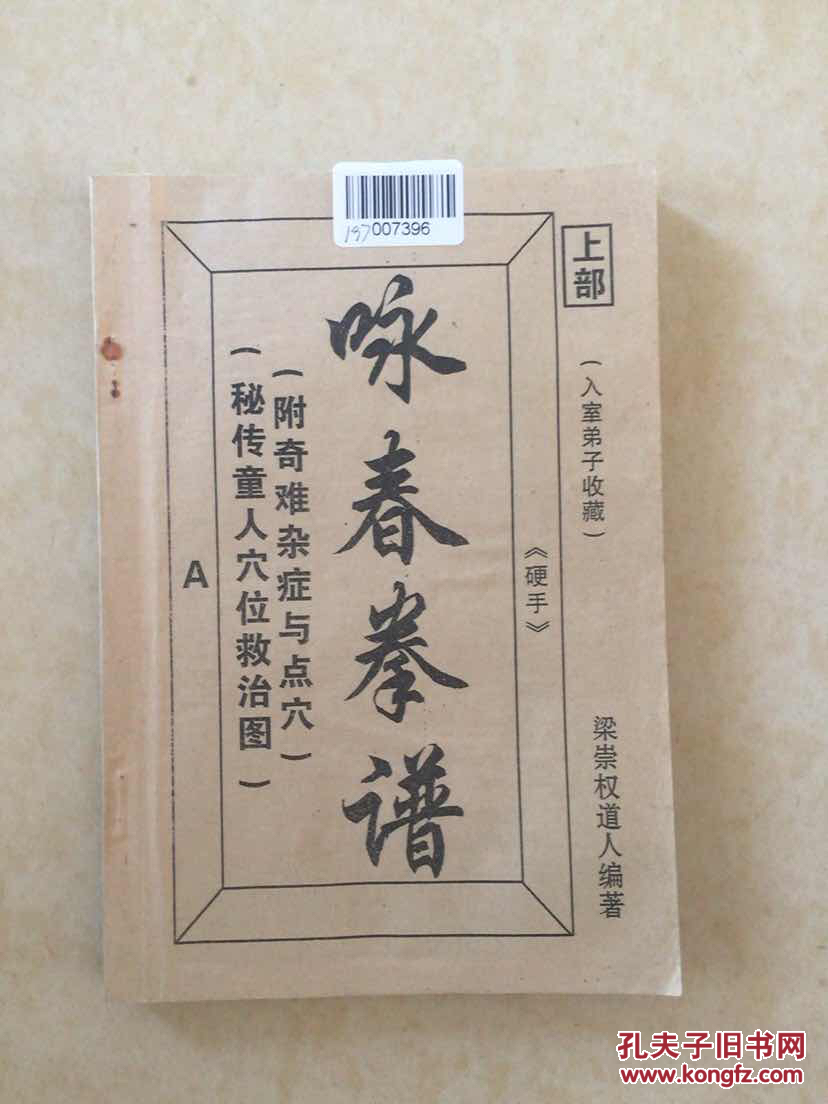 197007396
上部
(入室弟子收藏)
梁崇权道人编著
《硬手》
咏春拳谱
(附奇难杂症与点穴)
(秘传童人穴位救治图)
A
孔夫子旧书网
www.kongfz.com